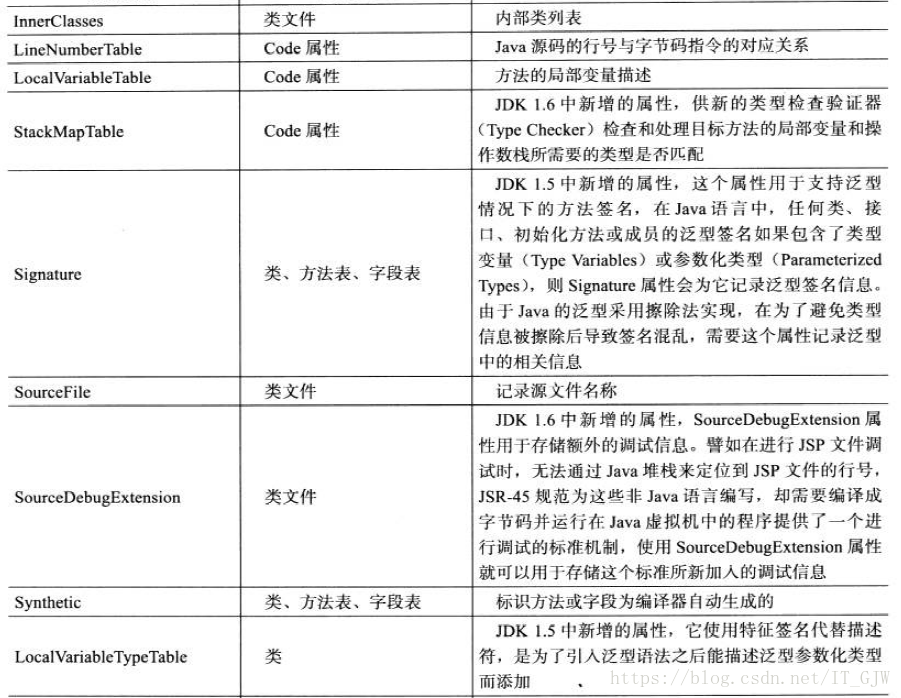 InnerClasses 类文件 内部类列表
LineNumberTable Code 属性 Java 源码的行号与字节码指令的对应关系
LocalVariableTable Code 属性 方法的局部变量描述
StackMapTable Code 属性 JDK 1.6 中新增的属性，供新的类型检查验证器
（Type Checker）检查和处理目标方法的局部变量和操
作数栈所需要的类型是否匹配
Signature 类、方法表、字段表 JDK 1.5 中新增的属性，这个属性用于支持泛型
情况下的方法签名，在 Java 语言中，任何类、接
口、初始化方法或成员的泛型签名如果包含了类型
变量（Type Variables）或参数化类型（Parameterized
Types），则 Signature 属性会为它记录泛型签名信息。
由于 Java 的泛型采用擦除法实现，在为了避免类型
信息被擦除后导致签名混乱，需要这个属性记录泛型
中的相关信息
SourceFile 类文件 记录源文件名称
SourceDebugExtension 类文件 JDK 1.6 中新增的属性，SourceDebugExtension 属
性用于存储额外的调试信息。譬如在进行 JSP 文件调
试时，无法通过 Java 堆栈来定位到 JSP 文件的行号，
JSR-45 规范为这些非 Java 语言编写，却需要编译成
字节码并运行在 Java 虚拟机中的程序提供了一个进
行调试的标准机制，使用 SourceDebugExtension 属性
就可以用于存储这个标准所新加入的调试信息
Synthetic 类、方法表、字段表 标识方法或字段为编译器自动生成的
LocalVariableTypeTable 类 JDK 1.5 中新增的属性，它使用特征签名代替描述
符，是为了引入泛型语法之后能描述泛型参数化类型
而添加
https://blog.csdn.net/IT_GJW